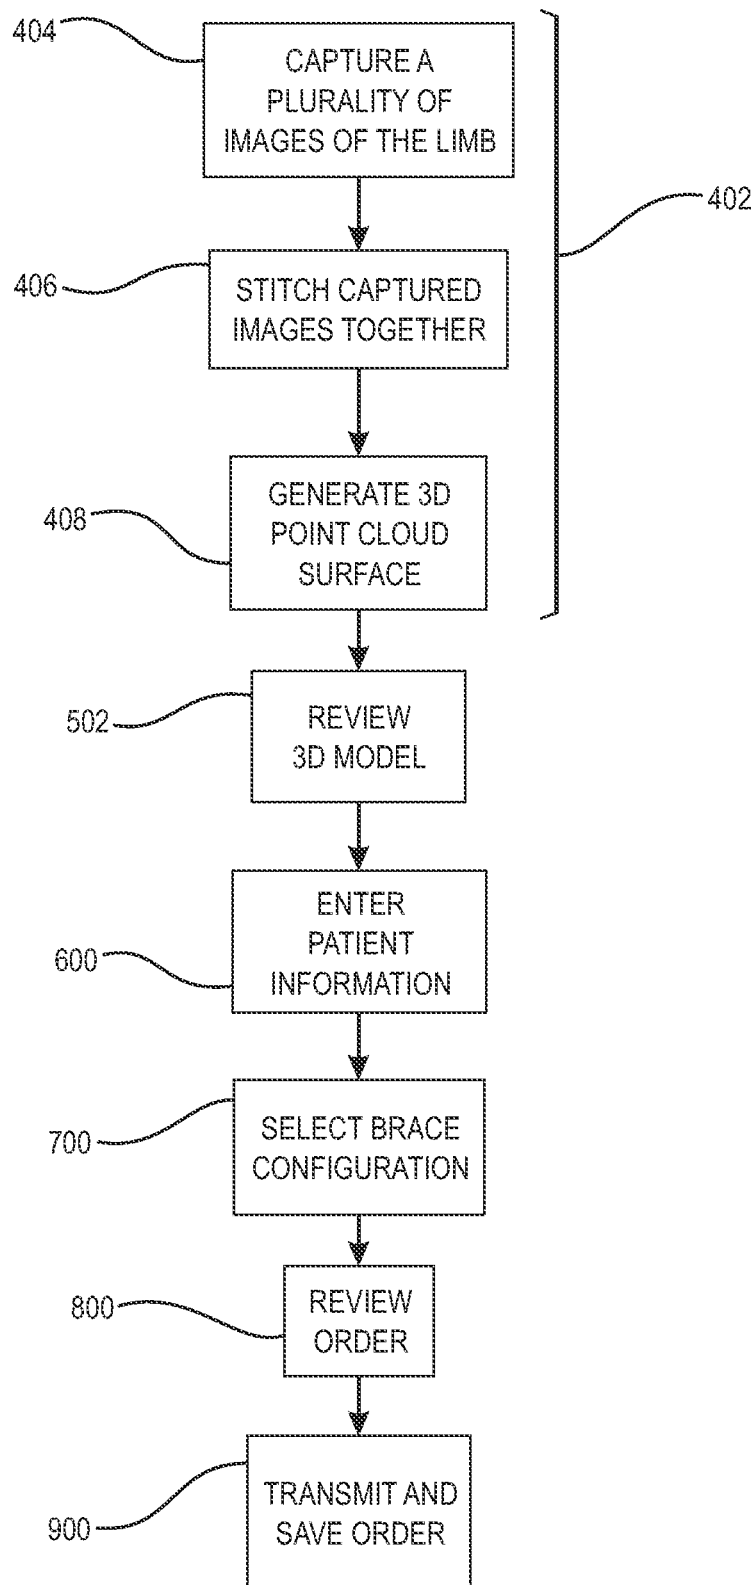 404
CAPTURE A
PLURALITY OF
IMAGES OF THE LIMB
402
406
STITCH CAPTURED
IMAGES TOGETHER
408
GENERATE 3D
POINT CLOUD
SURFACE
502
REVIEW
3D MODEL
600
ENTER
PATIENT
INFORMATION
700
SELECT BRACE
CONFIGURATION
800
REVIEW
ORDER
900
TRANSMIT AND
SAVE ORDER